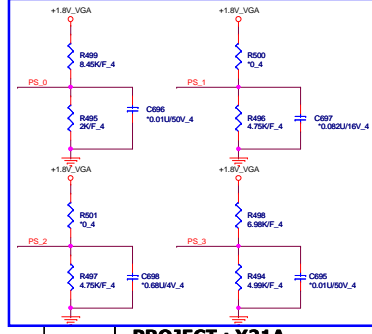 +1.8V_VGA
+1.8V_VGA
R499
8.45K/F_4
R500
*0_4
PS_0
PS_1
R495
2K/F_4
C696
*0.01U/50V_4
R496
4.75K/F_4
C697
*0.082U/16V_4
+1.8V_VGA
+1.8V_VGA
R501
*0_4
R498
6.98K/F_4
PS_2
PS_3
R497
4.75K/F_4
C698
*0.68U/4V_4
R494
4.99K/F_4
C695
*0.01U/50V_4
PROJECT : Y21A